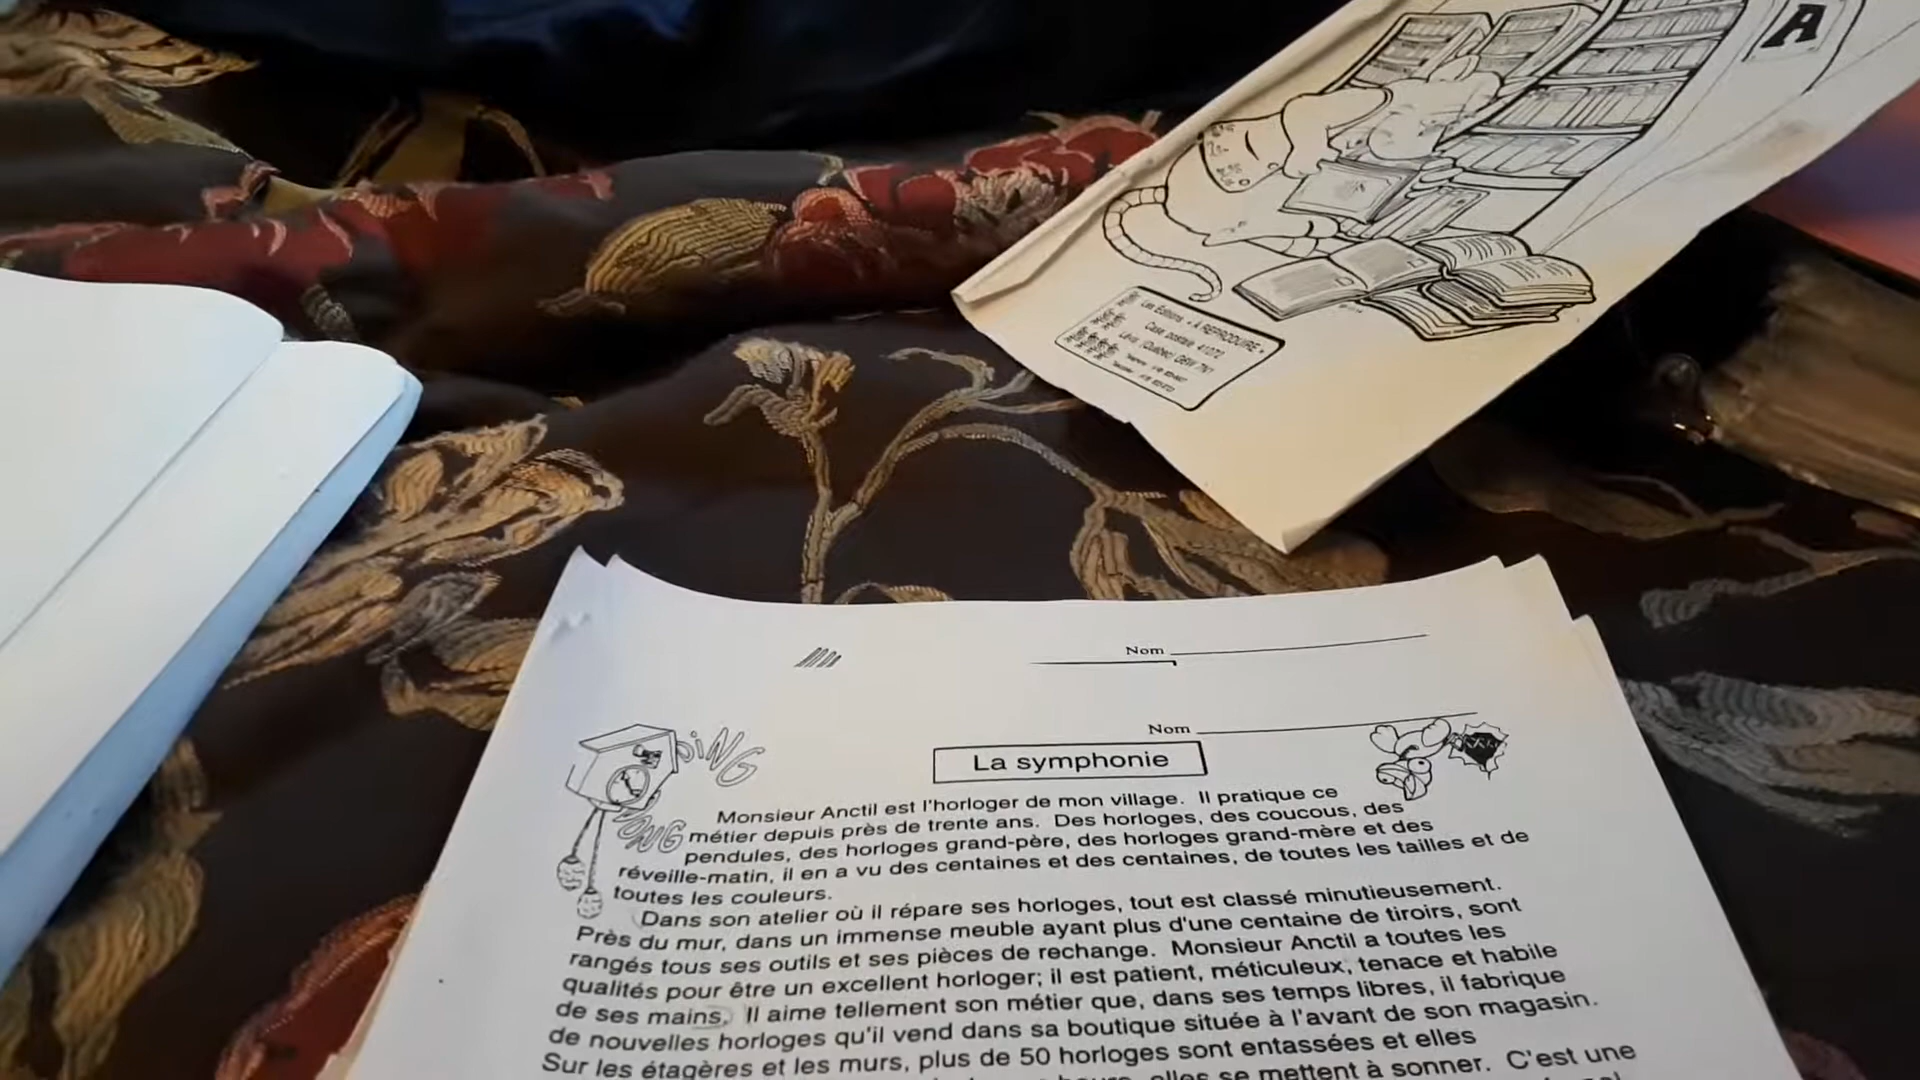 A
Les Éditions « À REPRODUIRE »
Case postale 41072
Lévis (Québec) G6W 7N1
Nom
Nom
DiNG
DONG
La symphonie
Monsieur Anctil est l'horloger de mon village. Il pratique ce
métier depuis près de trente ans. Des horloges, des coucous, des
pendules, des horloges grand-père, des horloges grand-mère et des
réveille-matin, il en a vu des centaines et des centaines, de toutes les tailles et de
toutes les couleurs.
Dans son atelier où il répare ses horloges, tout est classé minutieusement.
Près du mur, dans un immense meuble ayant plus d'une centaine de tiroirs, sont
rangés tous ses outils et ses pièces de rechange. Monsieur Anctil a toutes les
qualités pour être un excellent horloger; il est patient, méticuleux, tenace et habile
de ses mains. Il aime tellement son métier que, dans ses temps libres, il fabrique
de nouvelles horloges qu'il vend dans sa boutique située à l'avant de son magasin.
Sur les étagères et les murs, plus de 50 horloges sont entassées et elles
elles se mettent à sonner. C'est une